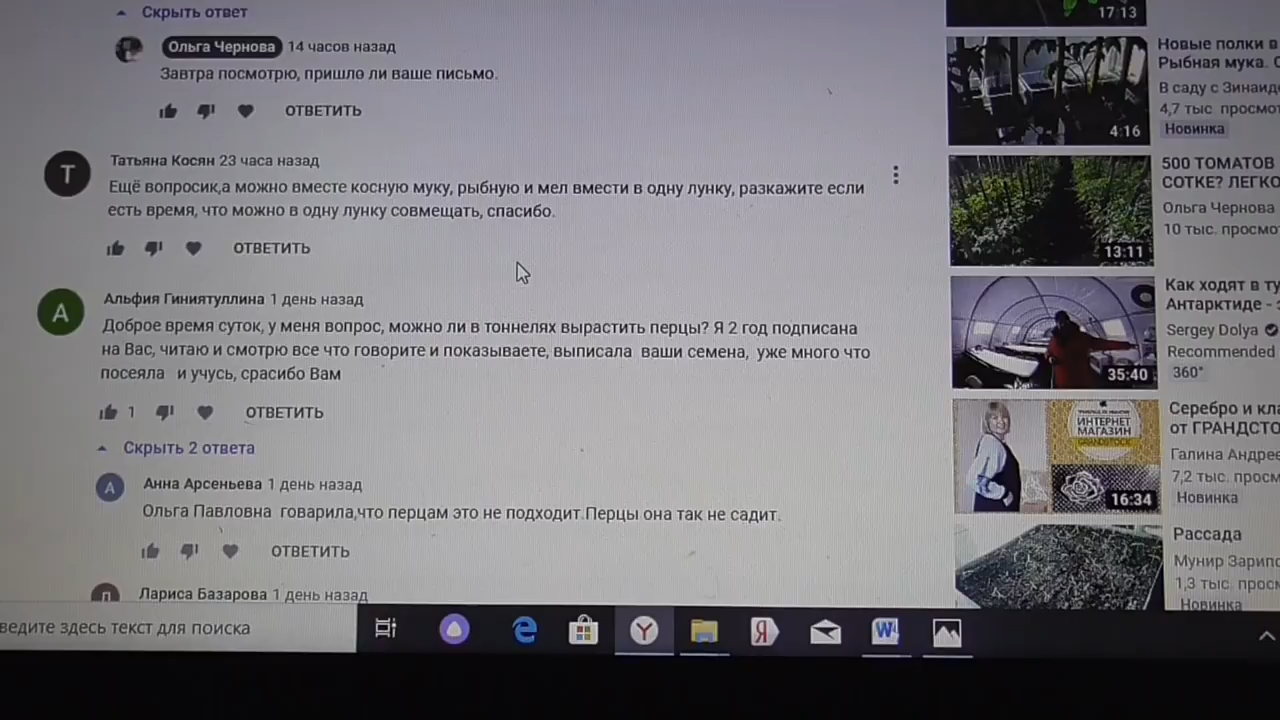 Скрыть ответ
Ольга Чернова 14 часов назад
Завтра посмотрю, пришло ли ваше письмо.
ОТВЕТИТЬ
Т
Татьяна Косян 23 часа назад
Ещё вопросик,а можно вместе косную муку, рыбную и мел вмести в одну лунку, разкажите если
есть время, что можно в одну лунку совмещать, спасибо.
ОТВЕТИТЬ
А
Альфия Гиниятуллина 1 день назад
Доброе время суток, у меня вопрос, можно ли в тоннелях вырастить перцы? Я 2 год подписана
на Вас, читаю и смотрю все что говорите и показываете, выписала ваши семена, уже много что
посеяла и учусь, срасибо Вам
1 ОТВЕТИТЬ
Скрыть 2 ответа
А
Анна Арсеньева 1 день назад
Ольга Павловна говарила,что перцам это не подходит.Перцы она так не садит.
ОТВЕТИТЬ
Лариса Базарова 1 день назад
17:13
Новые полки в
Рыбная мука. С
В саду с Зинаидо
4,7 тыс просмот
Новинка
4:16
500 ТОМАТОВ
СОТКЕ? ЛЕГКО
Ольга Чернова
10 тыс. просмо
13:11
Как ходят в ту
Антарктиде -
Sergey Dolya
Recommended
360°
35:40
Серебро и кла
от ГРАНДСТО
Галина Андрее
7,2 тыс. просм
Новинка
ИНТЕРНЕТ
МАГАЗИН
GRANDSTOCK
16:34
Рассада
Мунир Зарипо
1,3 тыс. просм
Новинка
ведите здесь текст для поиска
Y
Я
W